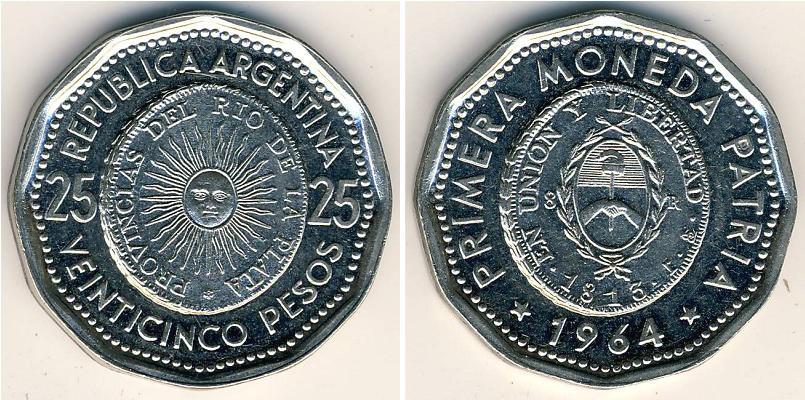 REPUBLICA ARGENTINA
25 25
VEINTICINCO PESOS
PROVINCIAS DEL RIO DE LA PLATA
PRIMERA MONEDA PATRIA
1964
EN UNION Y LIBERTAD
8 R
1813